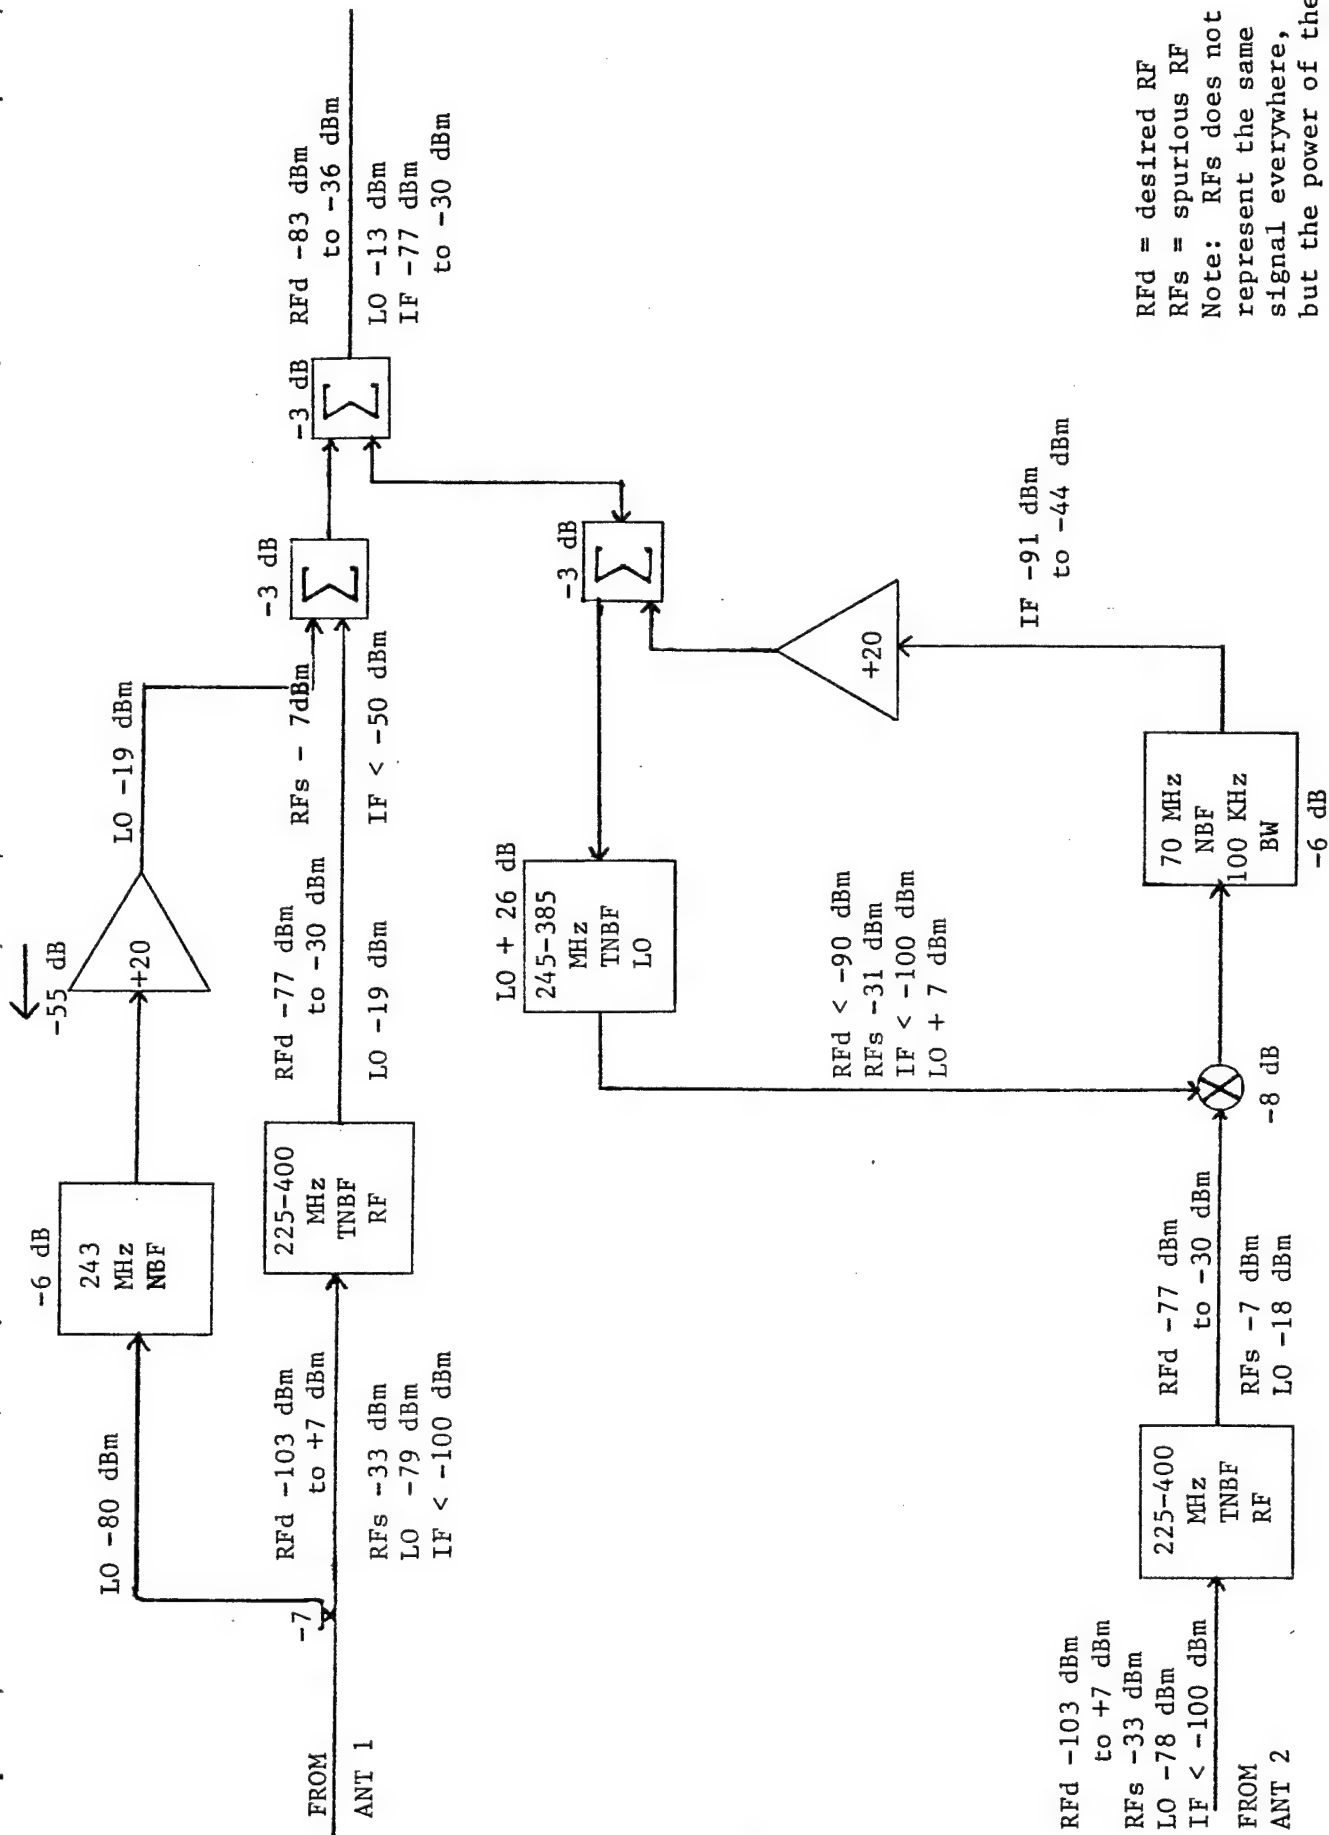 -6 dB
243
MHz
NBF
-55 dB
+20
LO -80 dBm
LO -19 dBm
-7
FROM
ANT 1
RFd -103 dBm
to +7 dBm
RFs -33 dBm
LO -79 dBm
IF < -100 dBm
225-400
MHz
TNBF
RF
RFd -77 dBm
to -30 dBm
LO -19 dBm
RFs - 7dBm
IF < -50 dBm
-3 dB
Σ
-3 dB
Σ
RFd -83 dBm
to -36 dBm
LO -13 dBm
IF -77 dBm
to -30 dBm
-3 dB
Σ
LO + 26 dB
245-385
MHz
TNBF
LO
RFd < -90 dBm
RFs -31 dBm
IF < -100 dBm
LO + 7 dBm
+20
IF -91 dBm
to -44 dBm
70 MHz
NBF
100 KHz
BW
-6 dB
-8 dB
RFd -77 dBm
to -30 dBm
RFs -7 dBm
LO -18 dBm
225-400
MHz
TNBF
RF
RFd -103 dBm
to +7 dBm
RFs -33 dBm
LO -78 dBm
IF < -100 dBm
FROM
ANT 2
RFd = desired RF
RFs = spurious RF
Note: RFs does not
represent the same
signal everywhere,
but the power of the